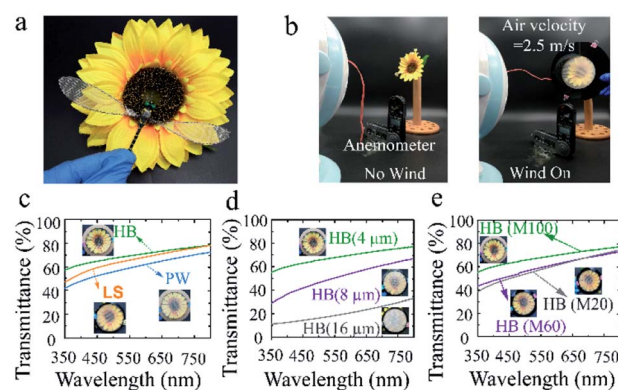 a
b
Air velocity
=2.5 m/s
Anemometer
No Wind
Wind On
c
Transmittance (%)
100
80
60
40
20
0
HB
LS
PW
350 450 550 650 750
Wavelength (nm)
d
Transmittance (%)
100
80
60
40
20
0
HB(4 μm)
HB(8 μm)
HB(16 μm)
350 450 550 650 750
Wavelength (nm)
e
Transmittance (%)
100
80
60
40
20
0
HB (M100)
HB (M20)
HB (M60)
350 450 550 650 750
Wavelength (nm)